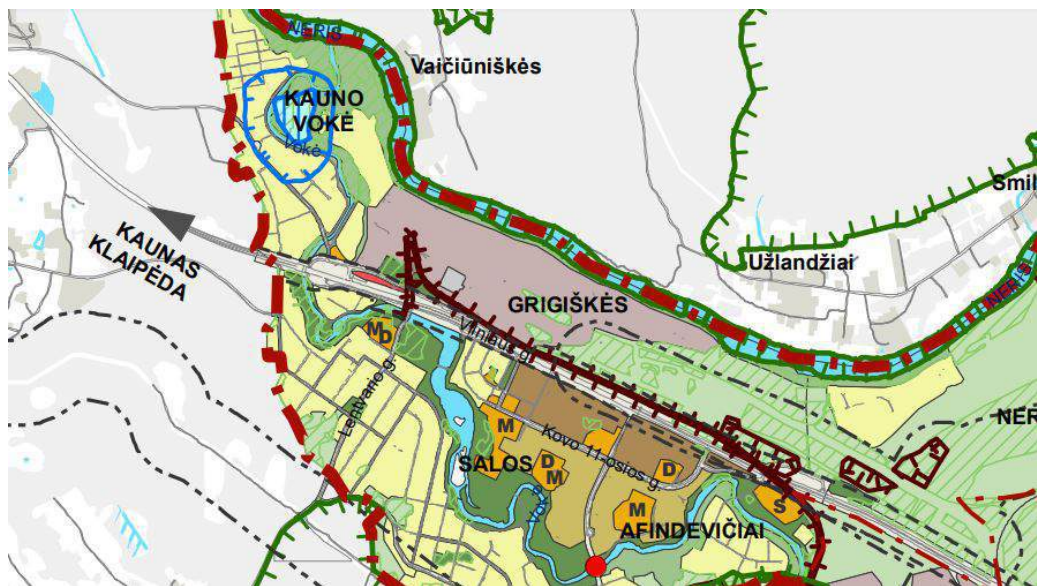 NERIS
Vaičiūniškės
KAUNO
VOKĖ
Vokė
Smil
KAUNAS
KLAIPĖDA
Užlandžiai
NERIS
GRIGIŠKĖS
Vilniaus g.
M
D
Lentvario g.
NER
M
Kovo 11-osios g.
SALOS
D
M
D
Vokė
M
S
AFINDEVIČIAI